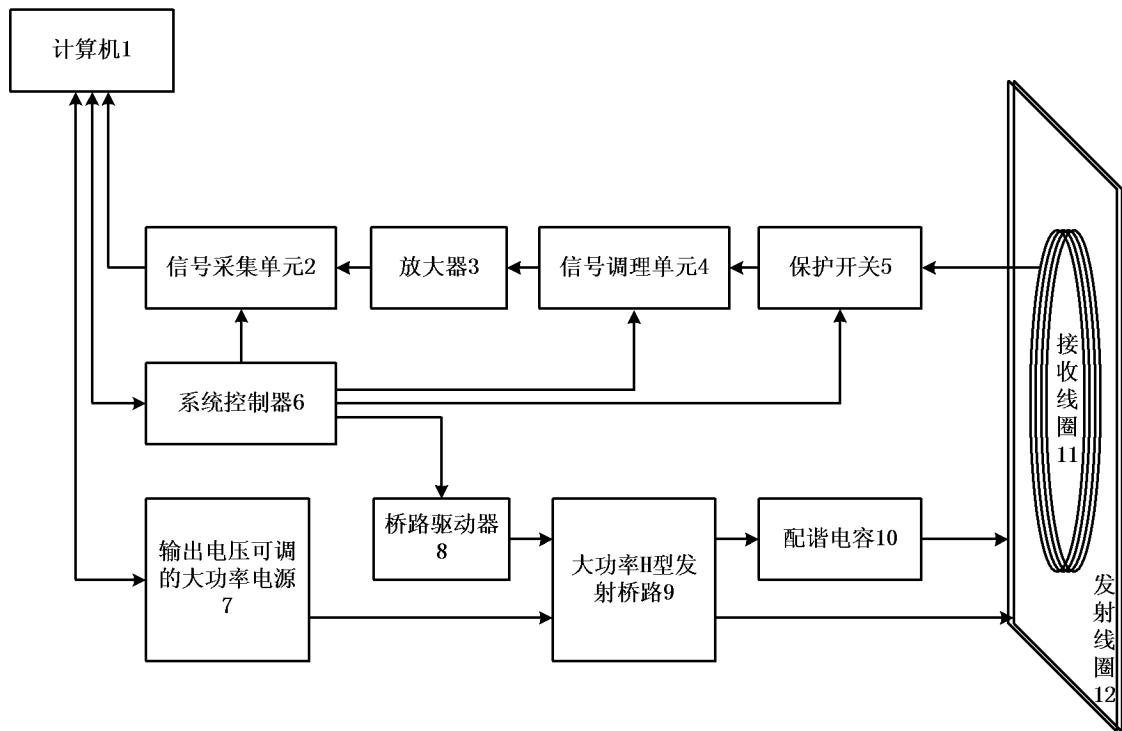 计算机1
信号采集单元2
放大器3
信号调理单元4
保护开关5
系统控制器6
接收线圈11
桥路驱动器
8
输出电压可调
的大功率电源
7
大功率H型发
射桥路9
配谐电容10
发射线圈12